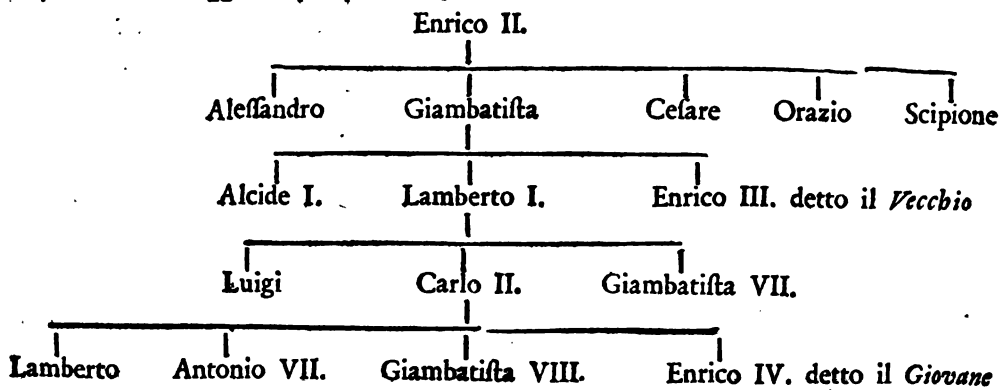 Enrico II.
Aleſſandro Giambatiſta Ceſare Orazio Scipione
Alcide I. Lamberto I. Enrico III. detto il Vecchio
Luigi Carlo II. Giambatiſta VII.
Lamberto Antonio VII. Giambatiſta VIII. Enrico IV. detto il Giovane